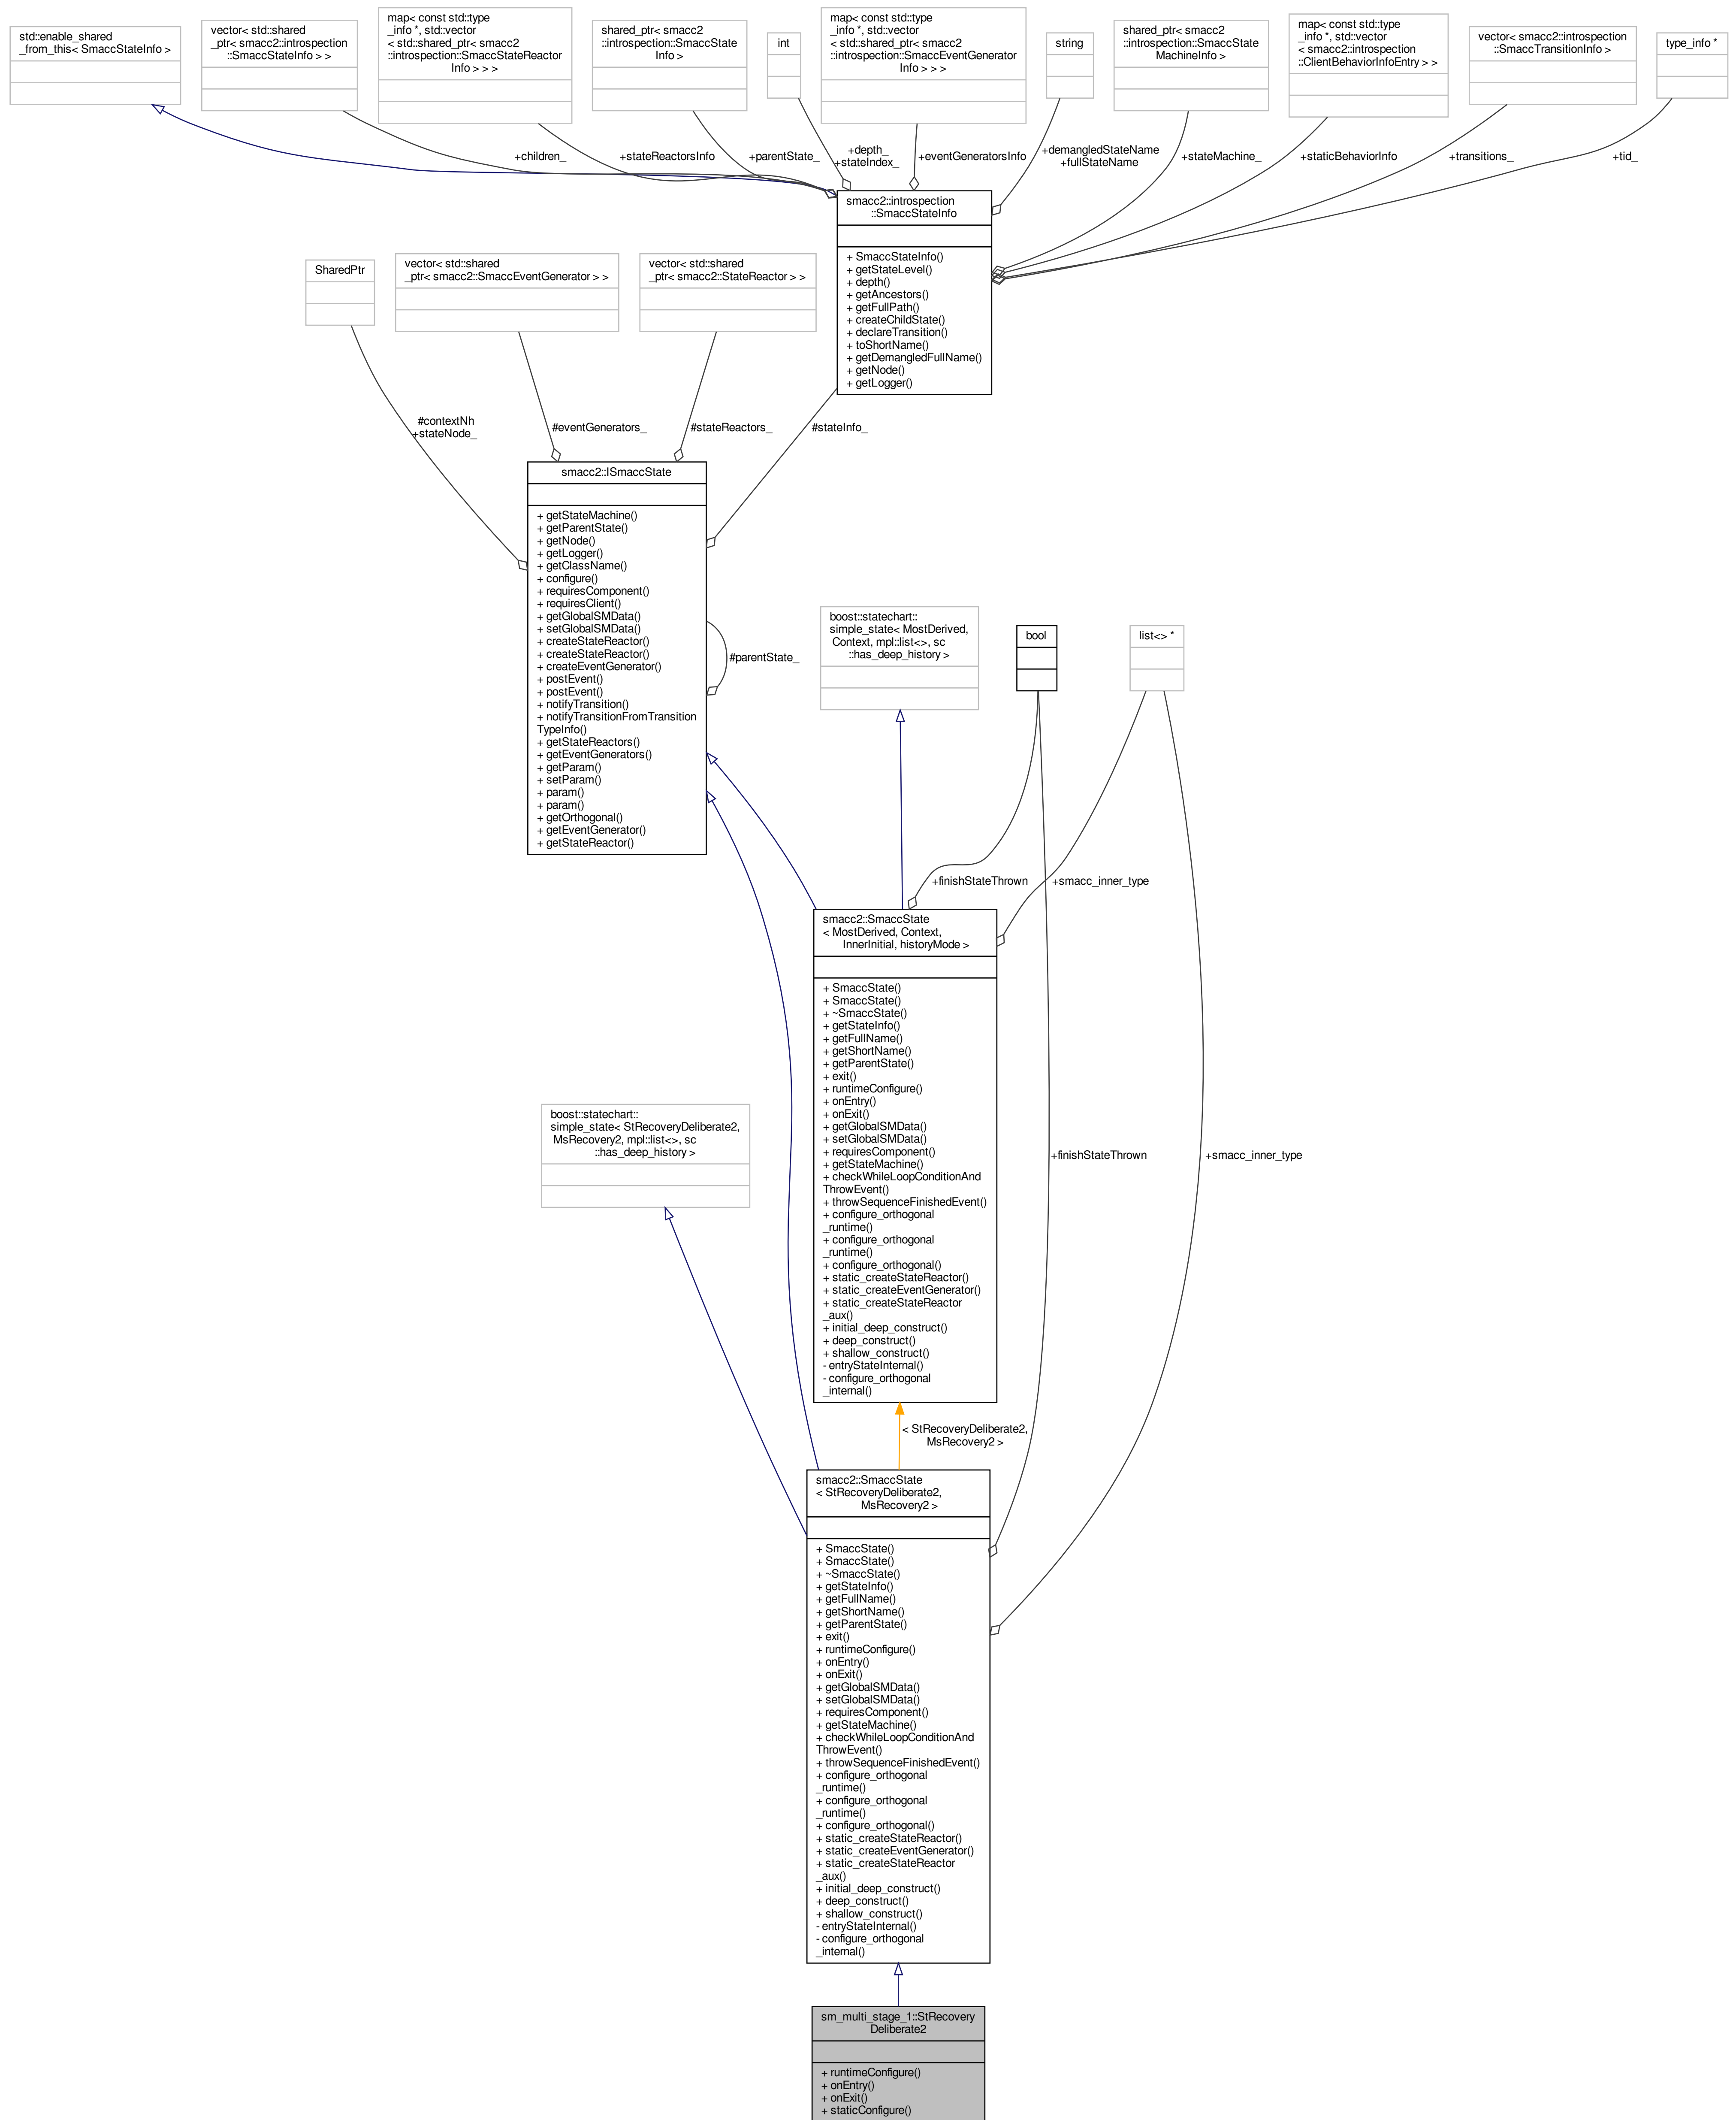 std::enable_shared
_from_this< SmaccStateInfo >
vector< std::shared
_ptr< smacc2::introspection
::SmaccStateInfo > >
map< const std::type
_info *, std::vector
< std::shared_ptr< smacc2
::introspection::SmaccStateReactor
Info > > >
shared_ptr< smacc2
::introspection::SmaccState
Info >
int
map< const std::type
_info *, std::vector
< std::shared_ptr< smacc2
::introspection::SmaccEventGenerator
Info > > >
string
shared_ptr< smacc2
::introspection::SmaccState
MachineInfo >
map< const std::type
_info *, std::vector
< smacc2::introspection
::ClientBehaviorInfoEntry > >
vector< smacc2::introspection
::SmaccTransitionInfo >
type_info *
+children_
+stateReactorsInfo
+parentState_
+depth_
+stateIndex_
+eventGeneratorsInfo
+demangledStateName
+fullStateName
+stateMachine_
+staticBehaviorInfo
+transitions_
+tid_
smacc2::introspection
::SmaccStateInfo
+ SmaccStateInfo()
+ getStateLevel()
+ depth()
+ getAncestors()
+ getFullPath()
+ createChildState()
+ declareTransition()
+ toShortName()
+ getDemangledFullName()
+ getNode()
+ getLogger()
SharedPtr
vector< std::shared
_ptr< smacc2::SmaccEventGenerator > >
vector< std::shared
_ptr< smacc2::StateReactor > >
#contextNh
+stateNode_
#eventGenerators_
#stateReactors_
#stateInfo_
smacc2::ISmaccState
+ getStateMachine()
+ getParentState()
+ getNode()
+ getLogger()
+ getClassName()
+ configure()
+ requiresComponent()
+ requiresClient()
+ getGlobalSMData()
+ setGlobalSMData()
+ createStateReactor()
+ createStateReactor()
+ createEventGenerator()
+ postEvent()
+ postEvent()
+ notifyTransition()
+ notifyTransitionFromTransition
TypeInfo()
+ getStateReactors()
+ getEventGenerators()
+ getParam()
+ setParam()
+ param()
+ param()
+ getOrthogonal()
+ getEventGenerator()
+ getStateReactor()
#parentState_
boost::statechart::
simple_state< MostDerived,
Context, mpl::list<>, sc
::has_deep_history >
bool
list<> *
+finishStateThrown
+smacc_inner_type
smacc2::SmaccState
< MostDerived, Context,
InnerInitial, historyMode >
+ SmaccState()
+ SmaccState()
+ ~SmaccState()
+ getStateInfo()
+ getFullName()
+ getShortName()
+ getParentState()
+ exit()
+ runtimeConfigure()
+ onEntry()
+ onExit()
+ getGlobalSMData()
+ setGlobalSMData()
+ requiresComponent()
+ getStateMachine()
+ checkWhileLoopConditionAnd
ThrowEvent()
+ throwSequenceFinishedEvent()
+ configure_orthogonal
_runtime()
+ configure_orthogonal
_runtime()
+ configure_orthogonal()
+ static_createStateReactor()
+ static_createEventGenerator()
+ static_createStateReactor
_aux()
+ initial_deep_construct()
+ deep_construct()
+ shallow_construct()
- entryStateInternal()
- configure_orthogonal
_internal()
boost::statechart::
simple_state< StRecoveryDeliberate2,
MsRecovery2, mpl::list<>, sc
::has_deep_history >
+finishStateThrown
+smacc_inner_type
< StRecoveryDeliberate2,
MsRecovery2 >
smacc2::SmaccState
< StRecoveryDeliberate2,
MsRecovery2 >
+ SmaccState()
+ SmaccState()
+ ~SmaccState()
+ getStateInfo()
+ getFullName()
+ getShortName()
+ getParentState()
+ exit()
+ runtimeConfigure()
+ onEntry()
+ onExit()
+ getGlobalSMData()
+ setGlobalSMData()
+ requiresComponent()
+ getStateMachine()
+ checkWhileLoopConditionAnd
ThrowEvent()
+ throwSequenceFinishedEvent()
+ configure_orthogonal
_runtime()
+ configure_orthogonal
_runtime()
+ configure_orthogonal()
+ static_createStateReactor()
+ static_createEventGenerator()
+ static_createStateReactor
_aux()
+ initial_deep_construct()
+ deep_construct()
+ shallow_construct()
- entryStateInternal()
- configure_orthogonal
_internal()
sm_multi_stage_1::StRecovery
Deliberate2
+ runtimeConfigure()
+ onEntry()
+ onExit()
+ staticConfigure()